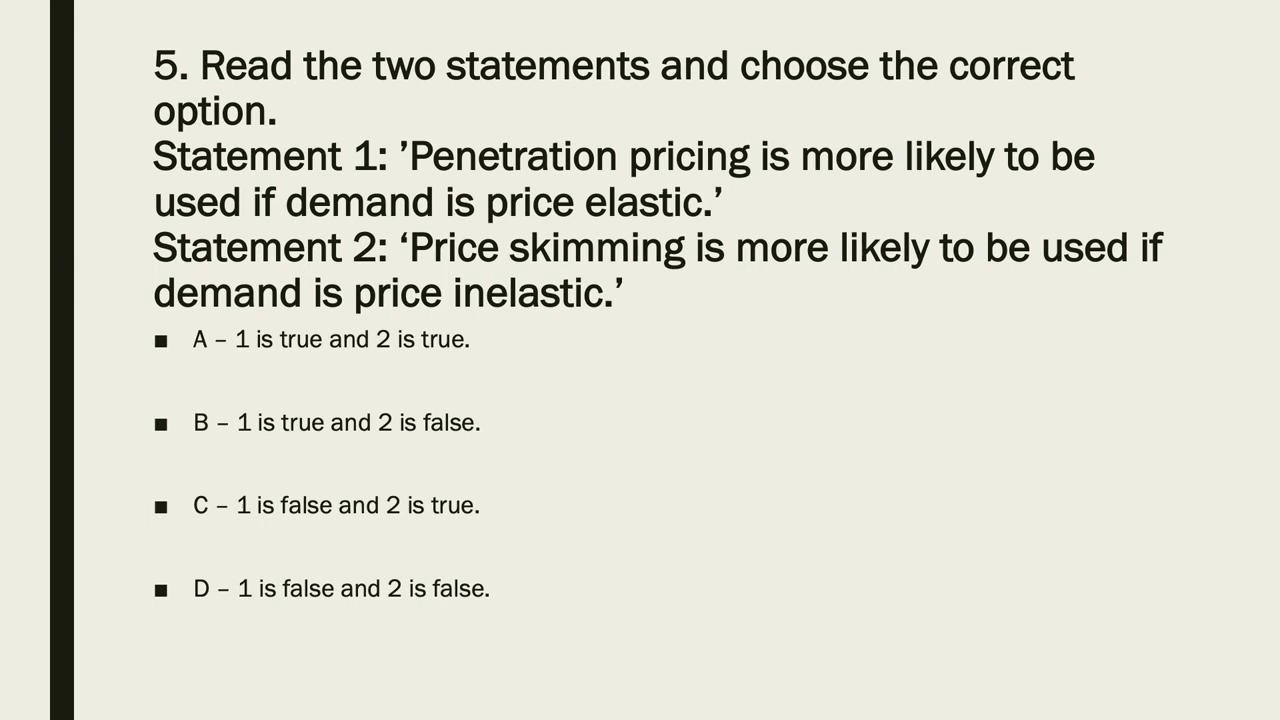 5. Read the two statements and choose the correct
option.
Statement 1: ’Penetration pricing is more likely to be
used if demand is price elastic.’
Statement 2: ‘Price skimming is more likely to be used if
demand is price inelastic.’
■ A – 1 is true and 2 is true.
■ B – 1 is true and 2 is false.
■ C – 1 is false and 2 is true.
■ D – 1 is false and 2 is false.